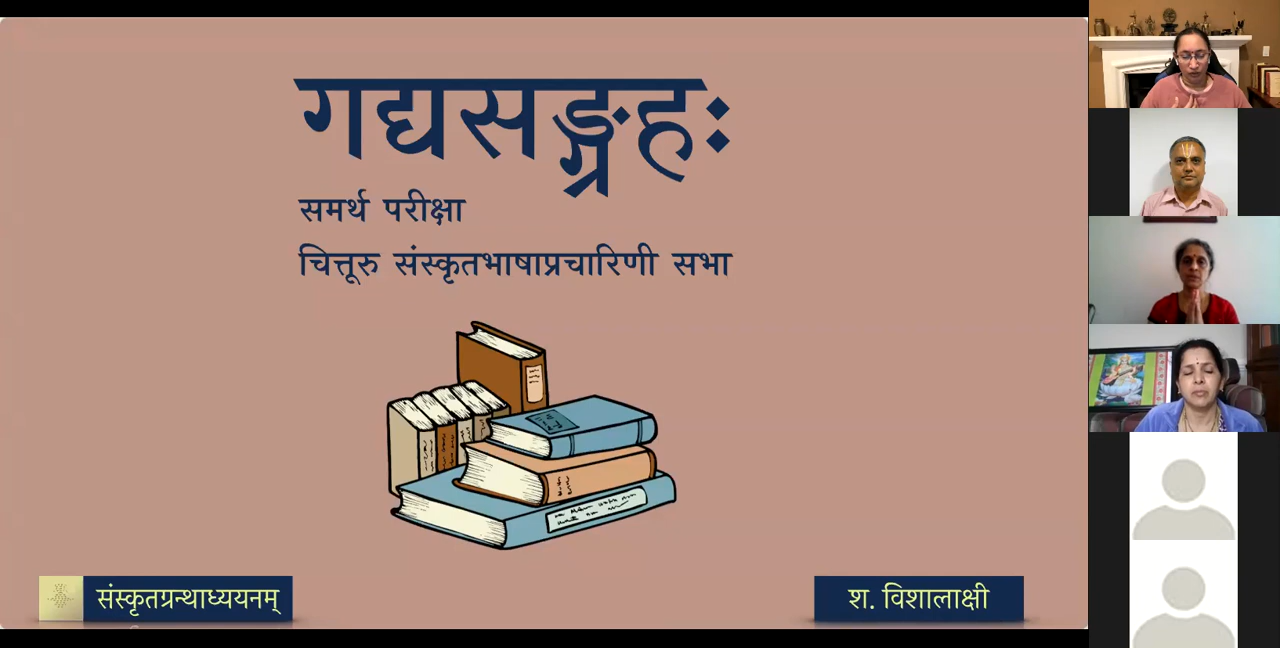 गद्यसङ्ग्रहः
समर्थ परीक्षा
चित्तूरु संस्कृतभाषाप्रचारिणी सभा
संस्कृतग्रन्थाध्ययनम्
श. विशालाक्षी